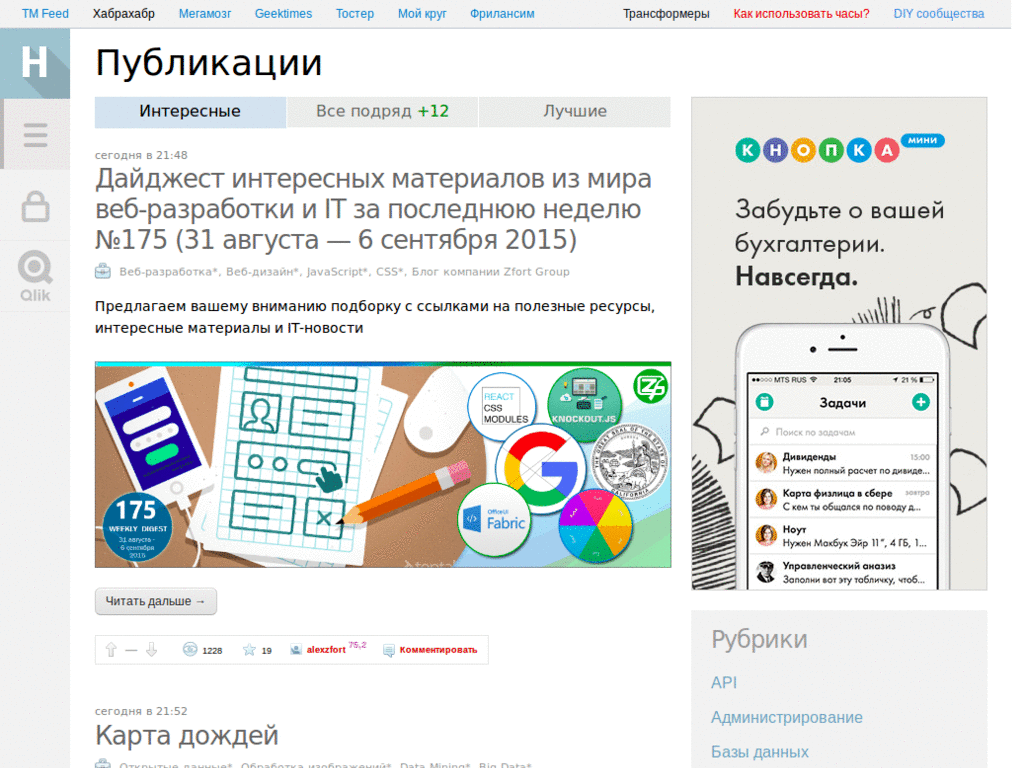 TM Feed Хабрахабр Мегамозг Geektimes Тостер Мой круг Фрилансим Трансформеры Как использовать часы? DIY сообщества
H
Публикации
Интересные Все подряд +12 Лучшие
сегодня в 21:48
Дайджест интересных материалов из мира
веб-разработки и IT за последнюю неделю
№175 (31 августа — 6 сентября 2015)
Веб-разработка*, Веб-дизайн*, JavaScript*, CSS*, Блог компании Zfort Group
Предлагаем вашему вниманию подборку с ссылками на полезные ресурсы,
интересные материалы и IT-новости
REACT
CSS
MODULES
KNOCKOUT.JS
Office UI
Fabric
175
WEEKLY DIGEST
31 августа -
6 сентября
2015
Читать дальше →
— 1228 19 alexzfort 75,2 Комментировать
сегодня в 21:52
Карта дождей
Открытые данные*, Обработка изображений*, Data Mining*, Big Data*
Qlik
КНОПКА МИНИ
Забудьте о вашей
бухгалтерии.
Навсегда.
MTS RUS 21:05 21 %
Задачи
Поиск по задачам
Дивиденды 15:00
Нужен полный расчет по дивиде...
Карта физлица в сбере завтра
С кем ты общался по поводу д...
Ноут
Нужен Макбук Эйр 11", 4 ГБ, 1...
Управленческий анализ
Заполни вот эту табличку, чтоб...
Рубрики
API
Администрирование
Базы данных